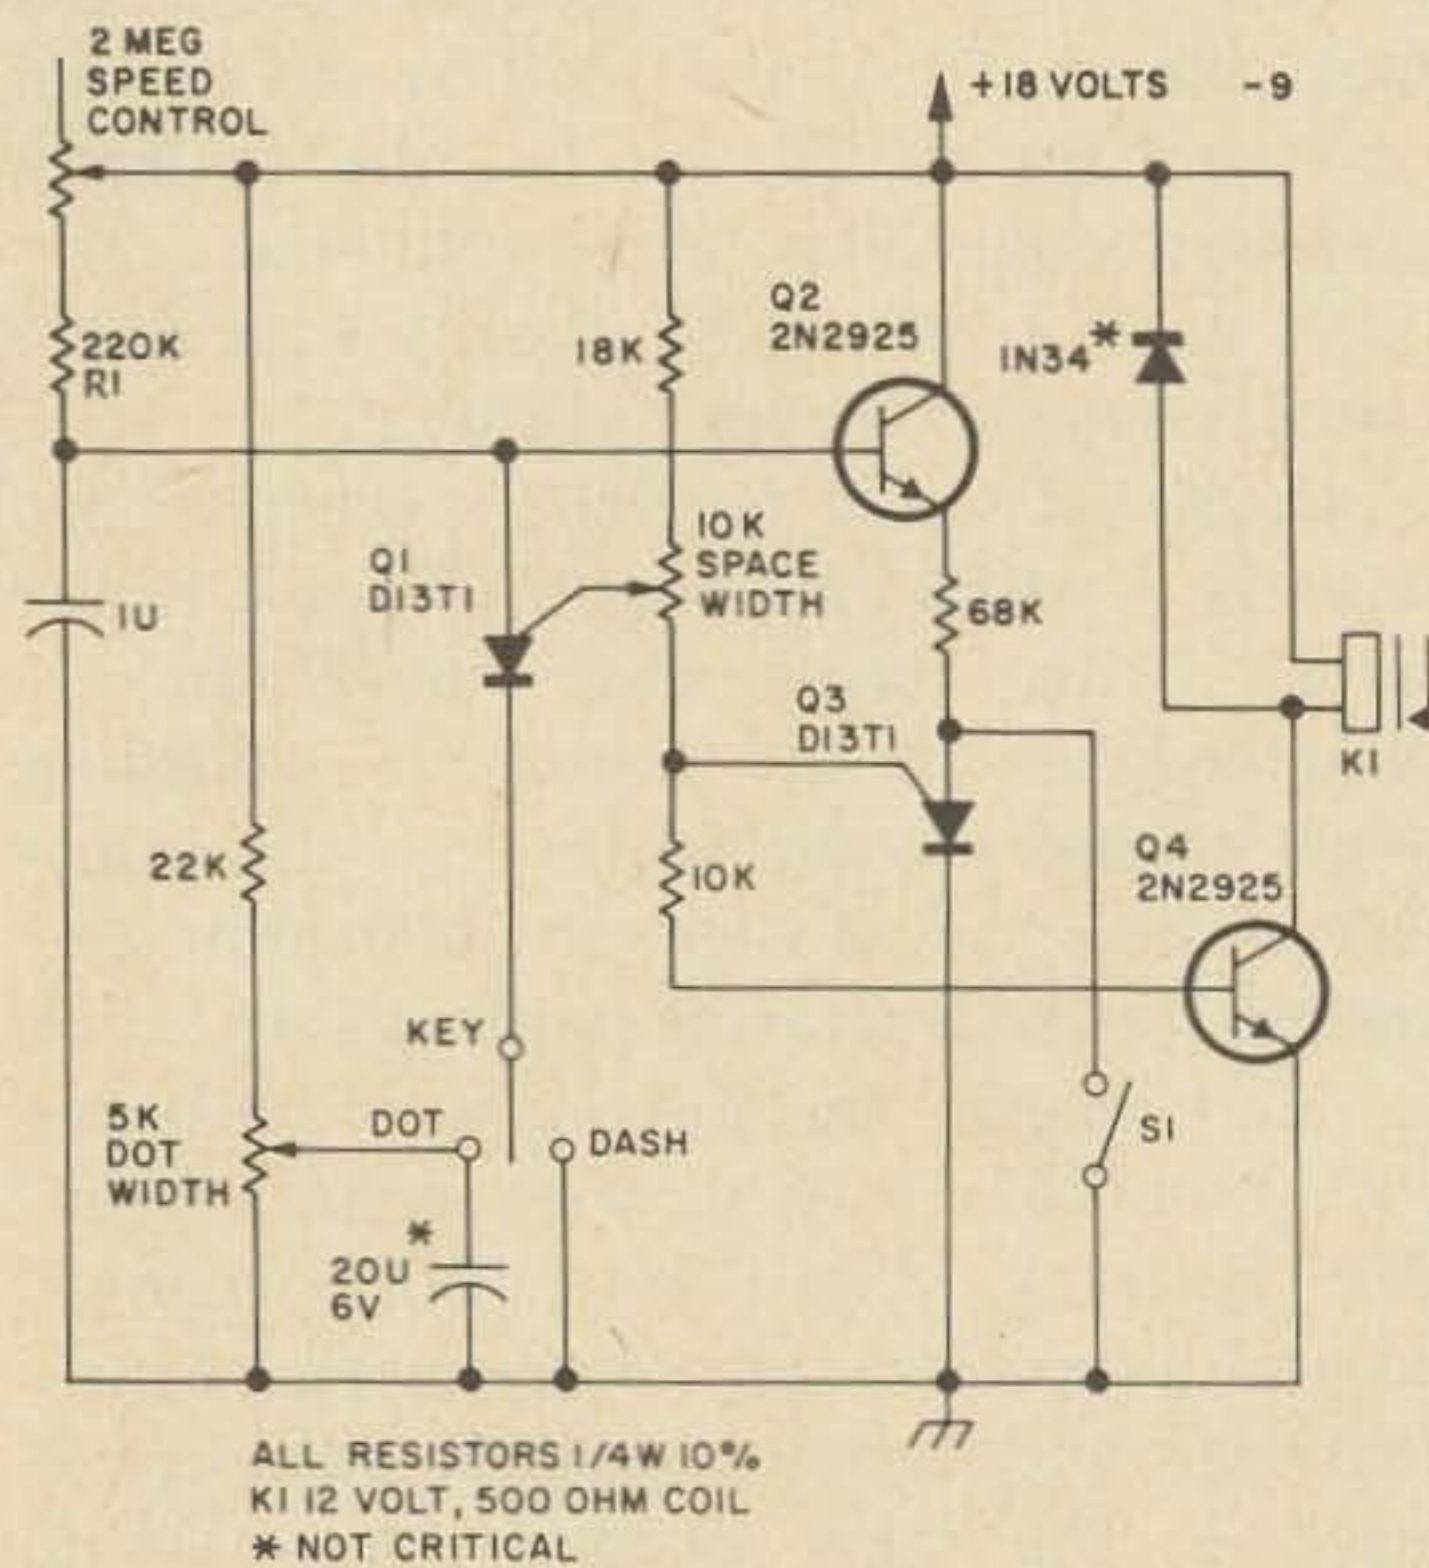 2 MEG
SPEED
CONTROL
+18 VOLTS -9
Q2
2N2925
220K
R1
18K
1N34*
10K
SPACE
WIDTH
Q1
D13T1
1U
68K
Q3
D13T1
K1
22K
10K
Q4
2N2925
KEY
5K
DOT
WIDTH
DOT
DASH
S1
*
20U
6V
ALL RESISTORS 1/4W 10%
K1 12 VOLT, 500 OHM COIL
* NOT CRITICAL